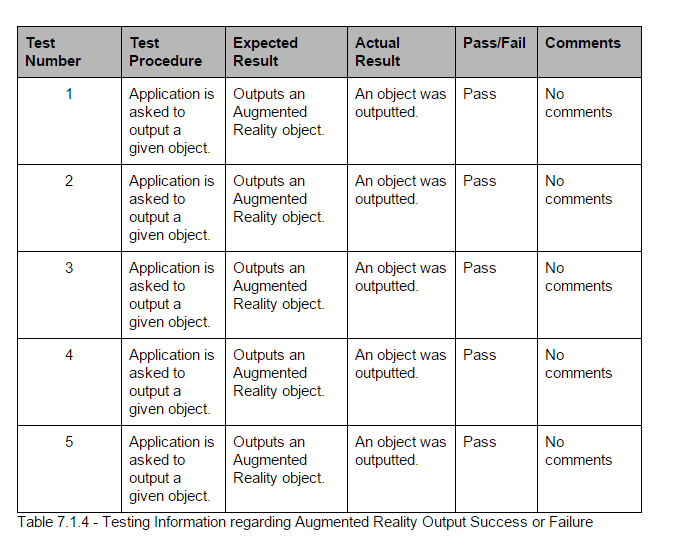 Test Number | Test Procedure | Expected Result | Actual Result | Pass/Fail | Comments
1 | Application is asked to output a given object. | Outputs an Augmented Reality object. | An object was outputted. | Pass | No comments
2 | Application is asked to output a given object. | Outputs an Augmented Reality object. | An object was outputted. | Pass | No comments
3 | Application is asked to output a given object. | Outputs an Augmented Reality object. | An object was outputted. | Pass | No comments
4 | Application is asked to output a given object. | Outputs an Augmented Reality object. | An object was outputted. | Pass | No comments
5 | Application is asked to output a given object. | Outputs an Augmented Reality object. | An object was outputted. | Pass | No comments
Table 7.1.4 - Testing Information regarding Augmented Reality Output Success or Failure